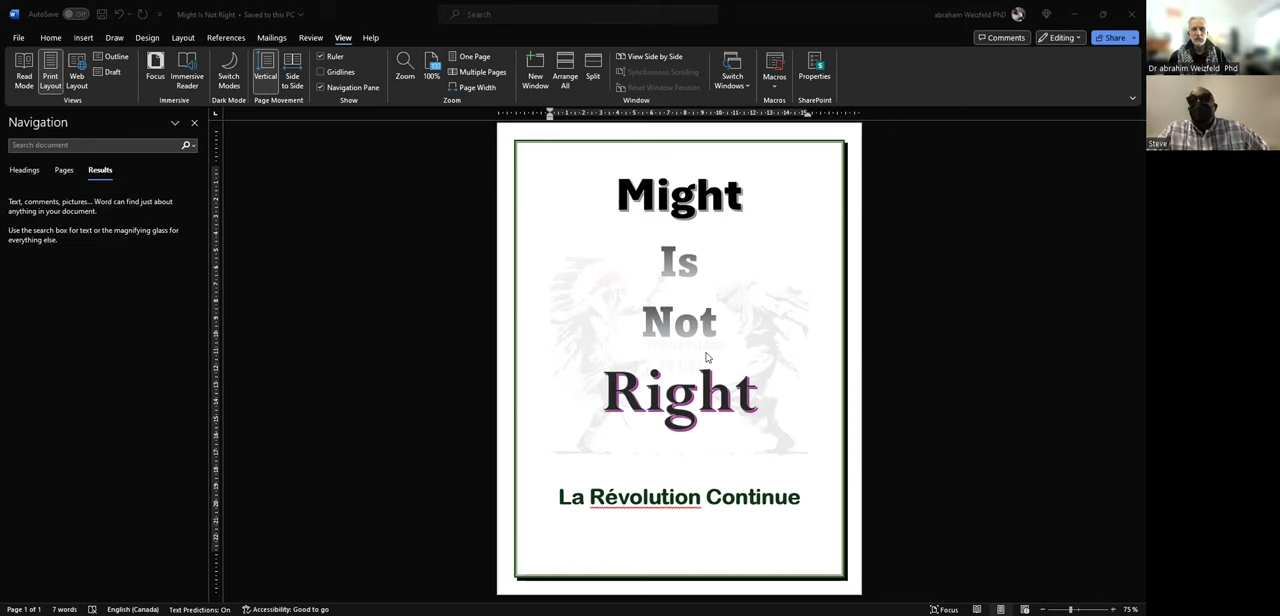 AutoSave Off Might is Not Right • Saved to this PC Search abraham Weizfeld PhD
File Home Insert Draw Design Layout References Mailings Review View Help Comments Editing Share
Read Mode Print Layout Web Layout Outline Draft Focus Immersive Reader Switch Modes Vertical Side to Side Ruler Gridlines Navigation Pane Zoom 100% One Page Multiple Pages Page Width New Window Arrange All Split View Side by Side Synchronous Scrolling Reset Window Position Switch Windows Macros Properties
Views Immersive Dark Mode Page Movement Show Zoom Window Macros SharePoint
Dr abrahim Weizfeld Phd
Steve
Navigation
Search document
Headings Pages Results
Text, comments, pictures... Word can find just about
anything in your document.
Use the search box for text or the magnifying glass for
everything else.
Might
Is
Not
Right
La Révolution Continue
Page 1 of 1 7 words English (Canada) Text Predictions: On Accessibility: Good to go Focus 75 %